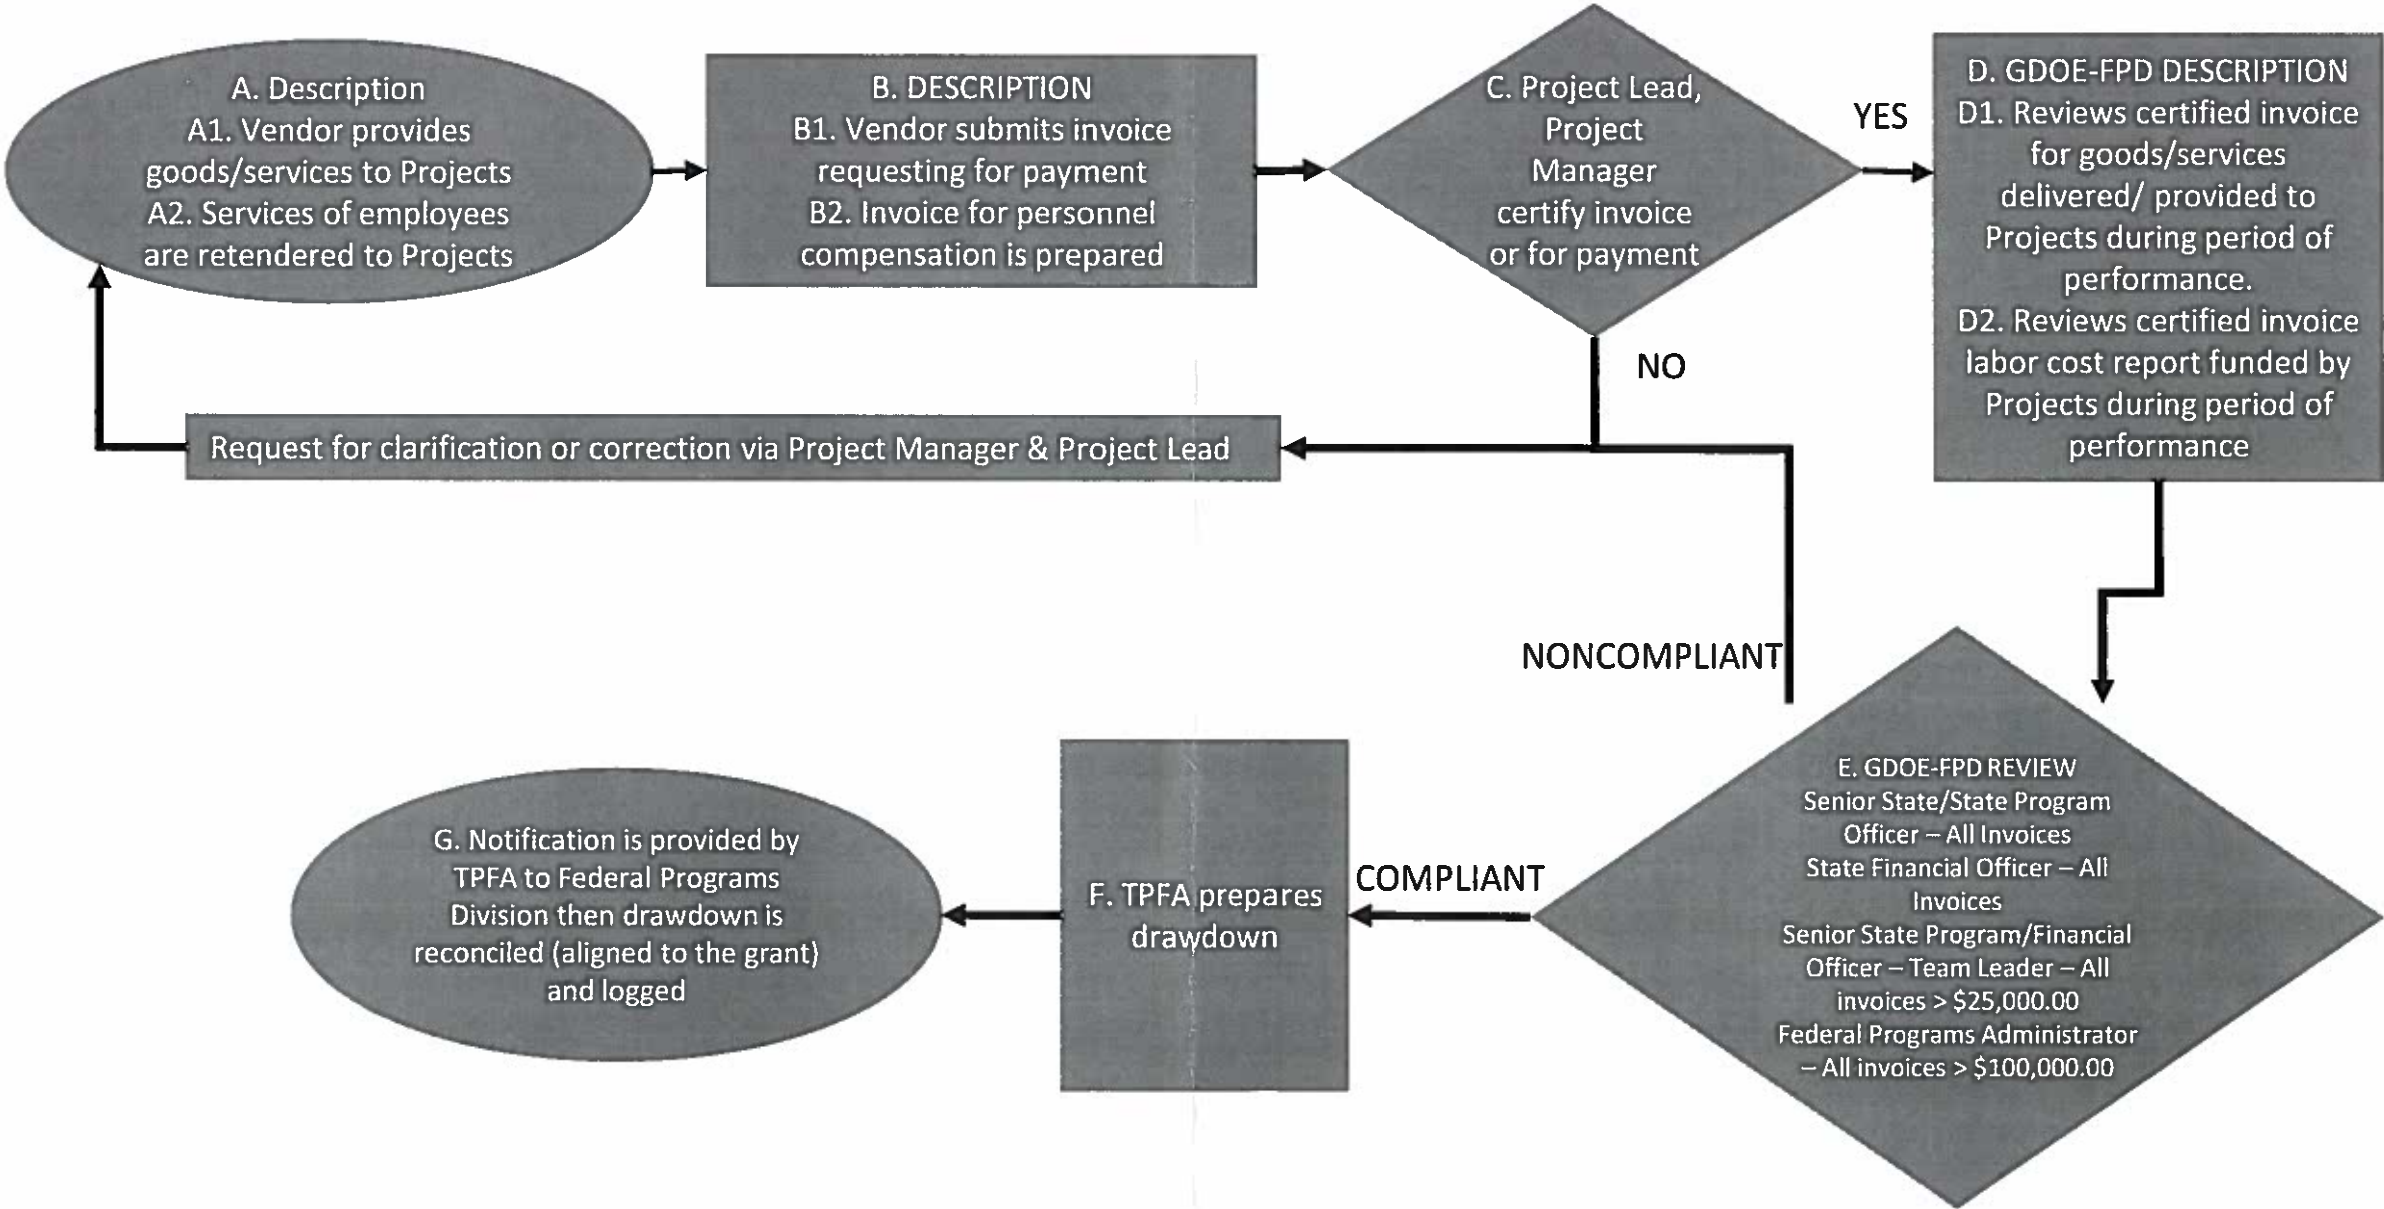 A. Description
A1. Vendor provides
goods/services to Projects
A2. Services of employees
are retendered to Projects
B. DESCRIPTION
B1. Vendor submits invoice
requesting for payment
B2. Invoice for personnel
compensation is prepared
C. Project Lead,
Project
Manager
certify invoice
or for payment
YES
D. GDOE-FPD DESCRIPTION
D1. Reviews certified invoice
for goods/services
delivered/ provided to
Projects during period of
performance.
D2. Reviews certified invoice
labor cost report funded by
Projects during period of
performance
NO
Request for clarification or correction via Project Manager & Project Lead
NONCOMPLIANT
E. GDOE-FPD REVIEW
Senior State/State Program
Officer – All Invoices
State Financial Officer – All
Invoices
Senior State Program/Financial
Officer – Team Leader – All
invoices > $25,000.00
Federal Programs Administrator
– All invoices > $100,000.00
COMPLIANT
F. TPFA prepares
drawdown
G. Notification is provided by
TPFA to Federal Programs
Division then drawdown is
reconciled (aligned to the grant)
and logged